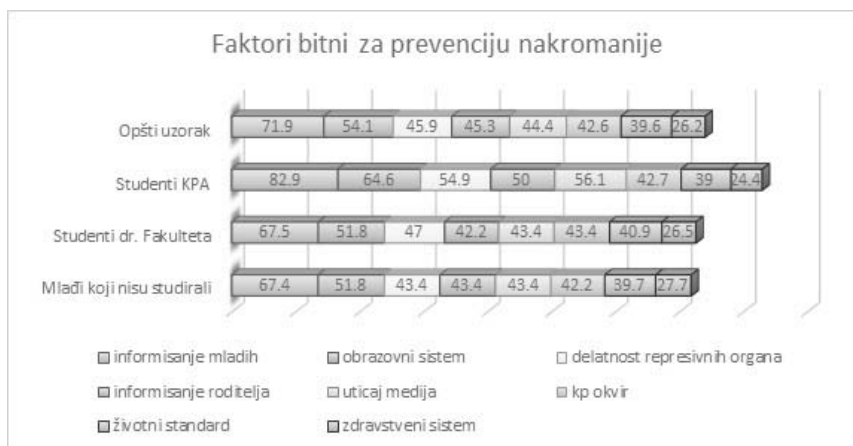 Faktori bitni za prevenciju nakromanije
Opšti uzorak 71.9 54.1 45.9 45.3 44.4 42.6 39.6 26.2
Studenti KPA 82.9 64.6 54.9 50 56.1 42.7 39 24.4
Studenti dr. Fakulteta 67.5 51.8 47 42.2 43.4 43.4 40.9 26.5
Mlađi koji nisu studirali 67.4 51.8 43.4 43.4 43.4 42.2 39.7 27.7
informisanje mladih obrazovni sistem delatnost represivnih organa
informisanje roditelja uticaj medija kp okvir
životni standard zdravstveni sistem